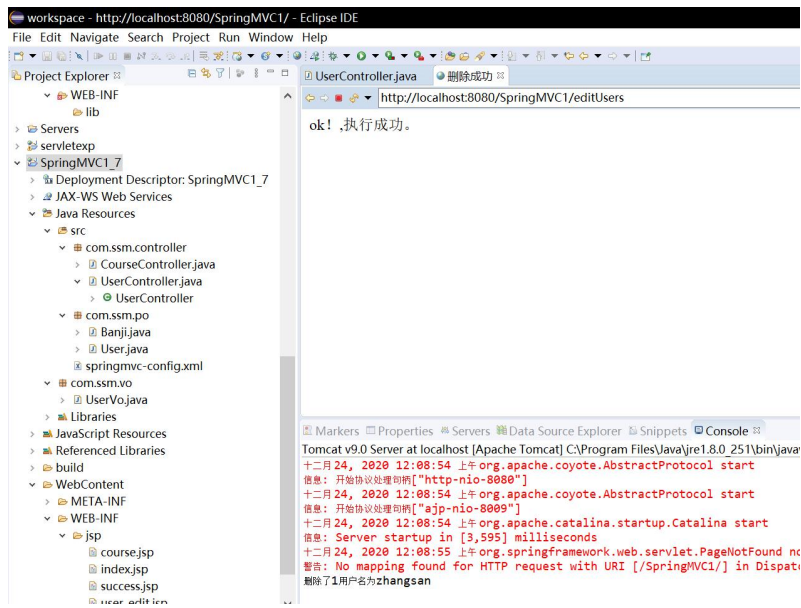 workspace - http://localhost:8080/SpringMVC1/ - Eclipse IDE
File Edit Navigate Search Project Run Window Help
Project Explorer
UserController.java
删除成功
WEB-INF
http://localhost:8080/SpringMVC1/editUsers
lib
ok! ,执行成功。
Servers
servletexp
SpringMVC1_7
Deployment Descriptor: SpringMVC1_7
JAX-WS Web Services
Java Resources
src
com.ssm.controller
CourseController.java
UserController.java
UserController
com.ssm.po
Banji.java
User.java
springmvc-config.xml
com.ssm.vo
UserVo.java
Libraries
JavaScript Resources
Referenced Libraries
build
WebContent
META-INF
WEB-INF
jsp
course.jsp
index.jsp
success.jsp
user_edit.jsp
Markers Properties Servers Data Source Explorer Snippets Console
Tomcat v9.0 Server at localhost [Apache Tomcat] C:\Program Files\Java\jre1.8.0_251\bin\javaw
十二月 24, 2020 12:08:54 上午 org.apache.coyote.AbstractProtocol start
信息: 开始协议处理句柄["http-nio-8080"]
十二月 24, 2020 12:08:54 上午 org.apache.coyote.AbstractProtocol start
信息: 开始协议处理句柄["ajp-nio-8009"]
十二月 24, 2020 12:08:54 上午 org.apache.catalina.startup.Catalina start
信息: Server startup in [3,595] milliseconds
十二月 24, 2020 12:08:55 上午 org.springframework.web.servlet.PageNotFound no
警告: No mapping found for HTTP request with URI [/SpringMVC1/] in Dispatc
删除了1用户名为zhangsan